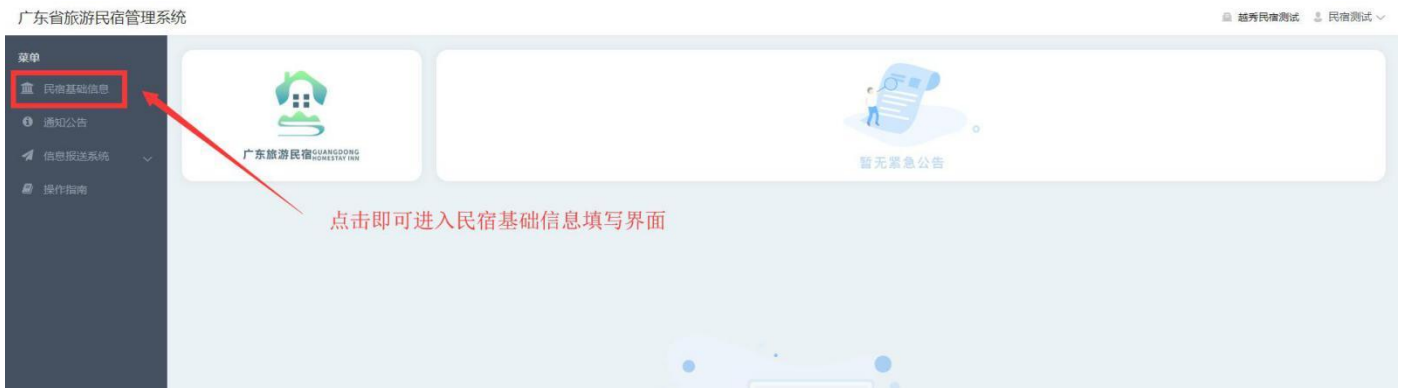 广东省旅游民宿管理系统
越秀民宿测试 民宿测试
菜单
民宿基础信息
通知公告
信息报送系统
操作指南
广东旅游民宿 GUANGDONG HOMESTAY INN
暂无紧急公告
点击即可进入民宿基础信息填写界面